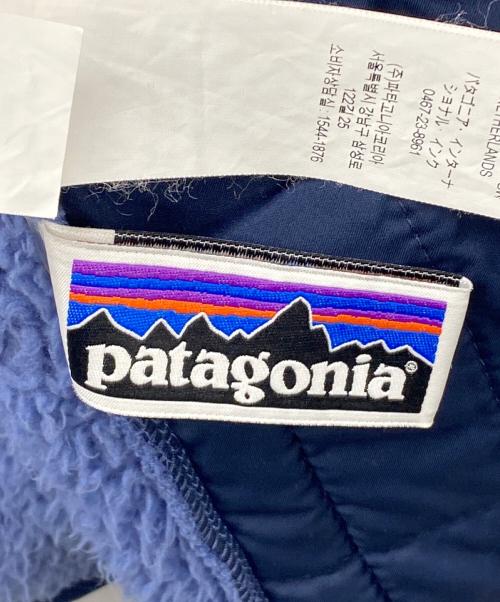 THERLANDS
パタゴニア・インターナ
ショナル・インク
0467-23-8961
(주)파타고니아코리아
서울특별시 강남구 삼성로
122길 25
소비자상담실: 1544-1876
patagonia®